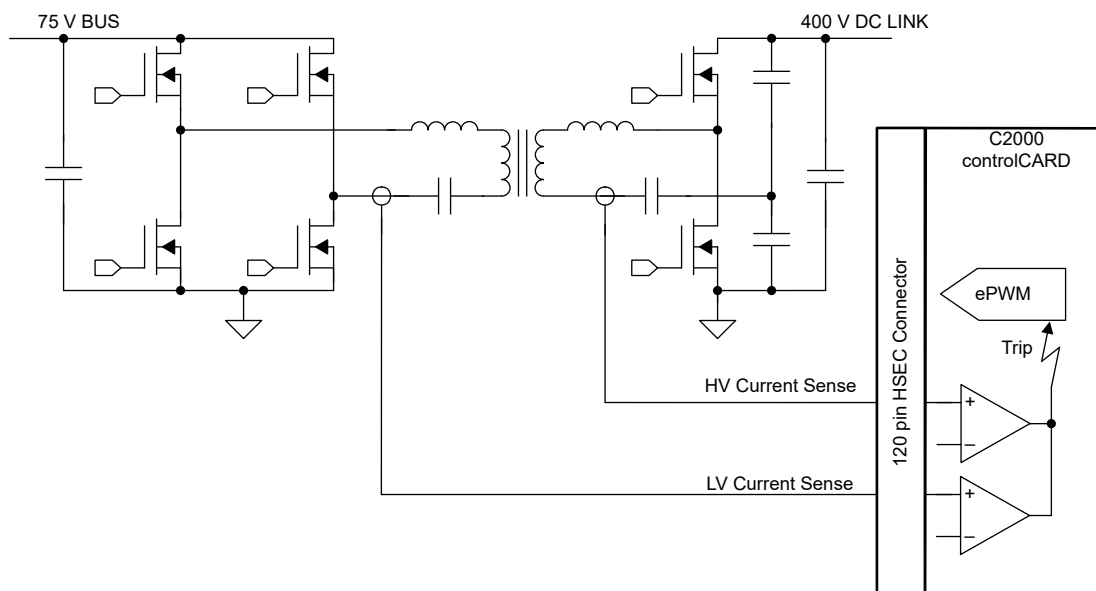 75 V BUS
400 V DC LINK
C2000
controlCARD
120 pin HSEC Connector
ePWM
Trip
HV Current Sense
+
−
LV Current Sense
+
−